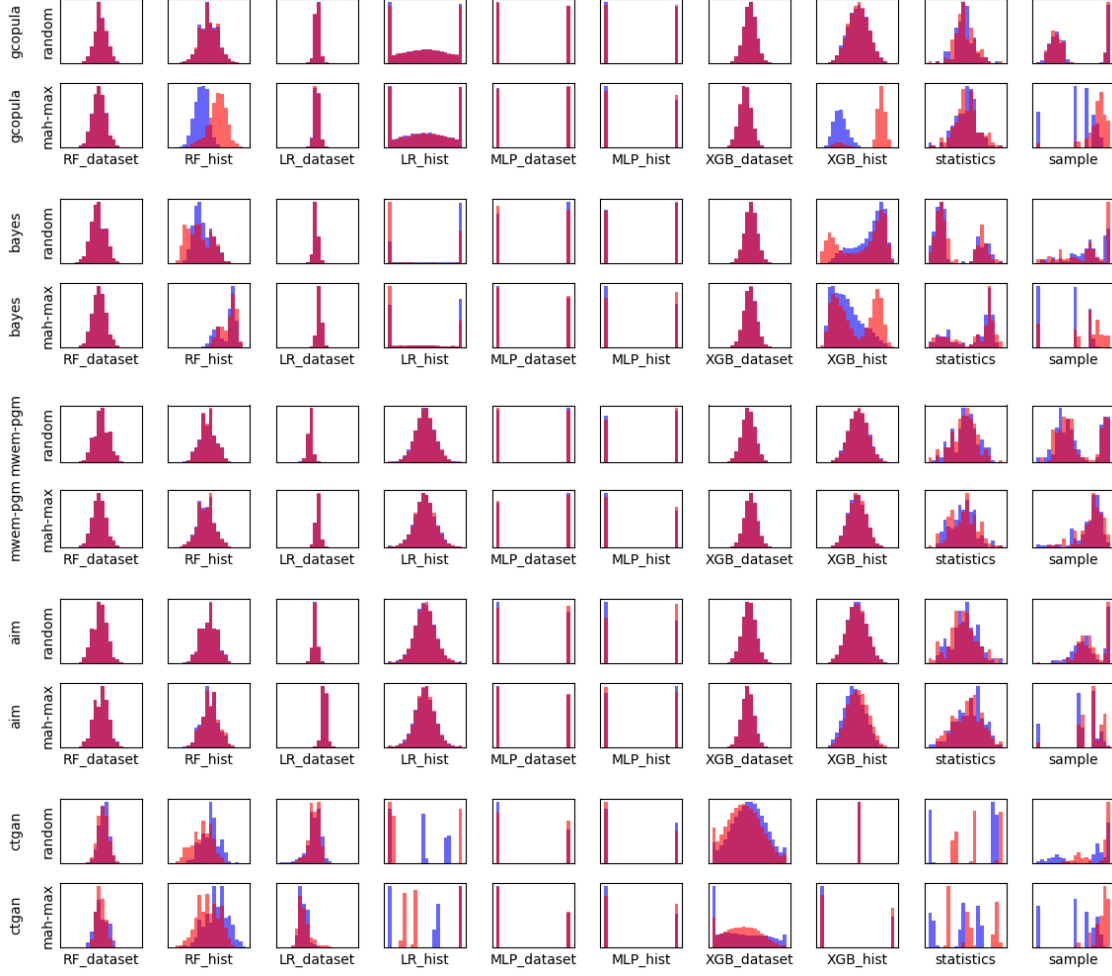 gcopula random
gcopula mah-max
RF_dataset RF_hist LR_dataset LR_hist MLP_dataset MLP_hist XGB_dataset XGB_hist statistics sample
bayes random
bayes mah-max
RF_dataset RF_hist LR_dataset LR_hist MLP_dataset MLP_hist XGB_dataset XGB_hist statistics sample
mwem-pgm random
mwem-pgm mah-max
RF_dataset RF_hist LR_dataset LR_hist MLP_dataset MLP_hist XGB_dataset XGB_hist statistics sample
aim random
aim mah-max
RF_dataset RF_hist LR_dataset LR_hist MLP_dataset MLP_hist XGB_dataset XGB_hist statistics sample
ctgan random
ctgan mah-max
RF_dataset RF_hist LR_dataset LR_hist MLP_dataset MLP_hist XGB_dataset XGB_hist statistics sample